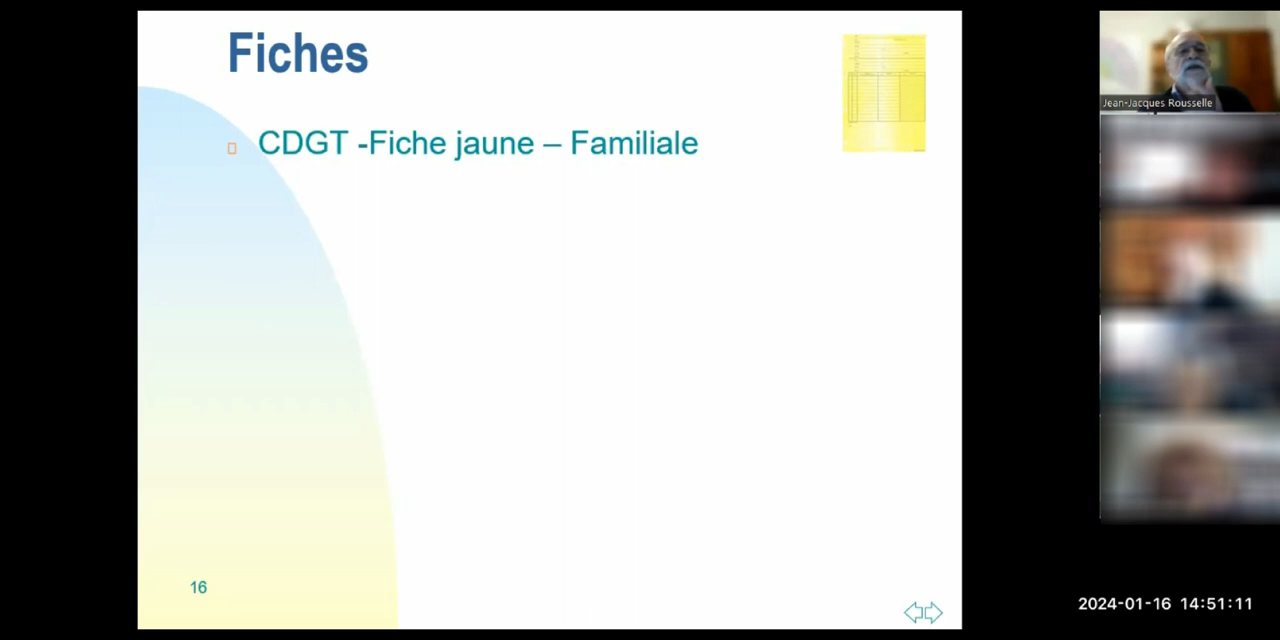 Fiches
CDGT -Fiche jaune – Familiale
16
Jean-Jacques Rousselle
2024-01-16 14:51:11